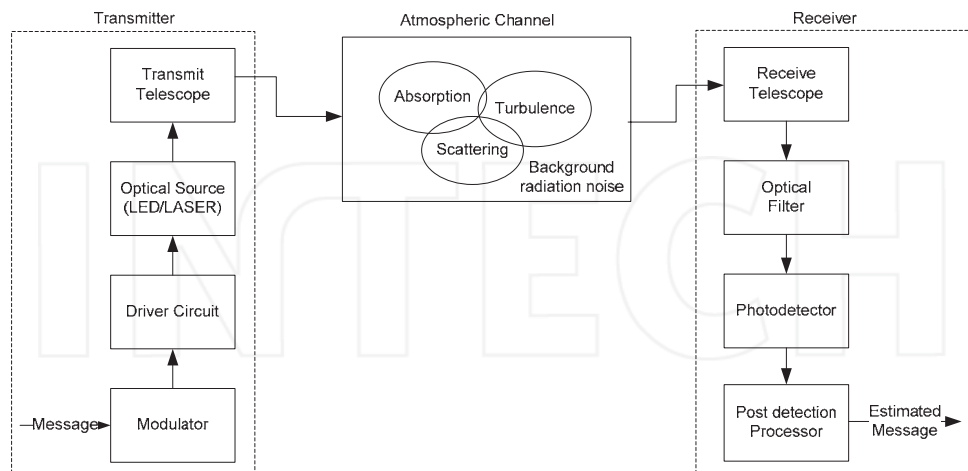 Transmitter
Atmospheric Channel
Receiver
Transmit
Telescope
Optical Source
(LED/LASER)
Driver Circuit
Modulator
Message
Absorption
Turbulence
Scattering
Background
radiation noise
Receive
Telescope
Optical
Filter
Photodetector
Post detection
Processor
Estimated
Message
INTECH